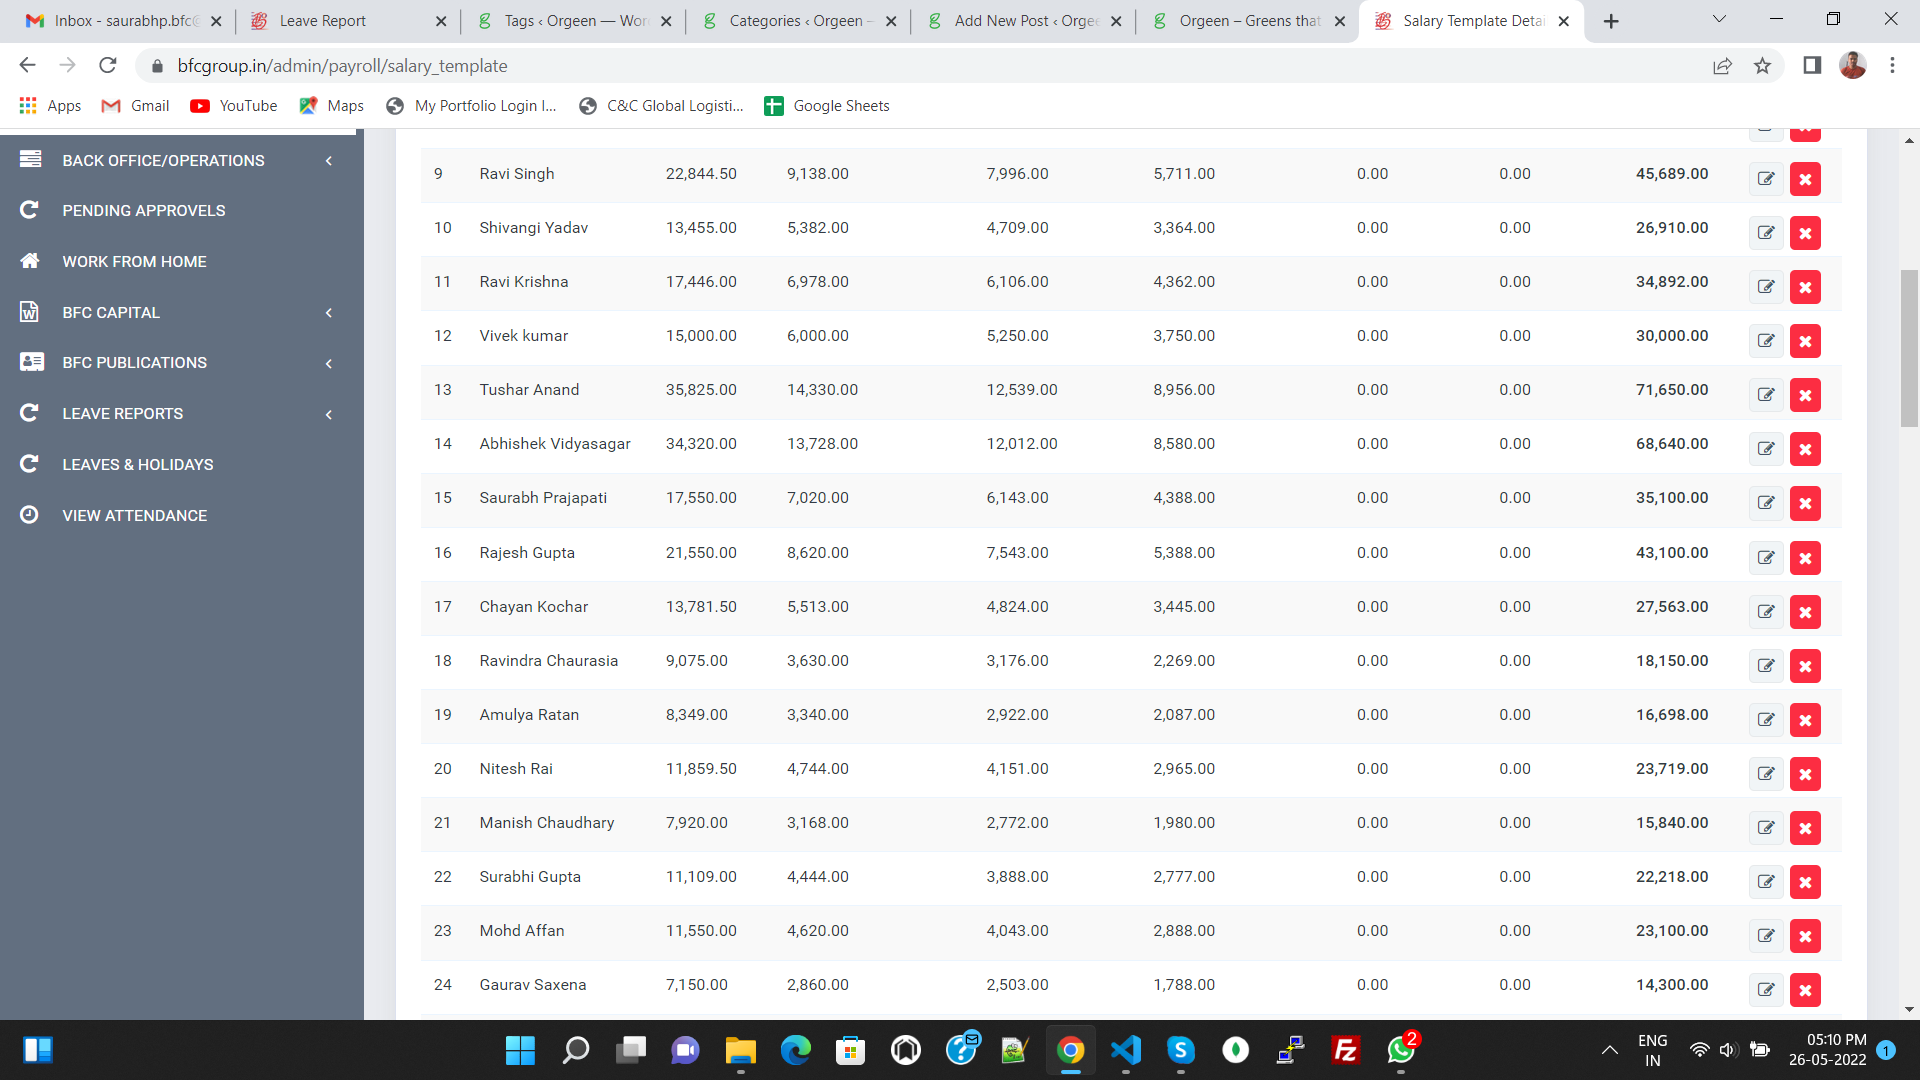 Inbox - saurabhp.bfc@
Leave Report
Tags ‹ Orgeen — Wor
Categories ‹ Orgeen –
Add New Post ‹ Orgee
Orgeen – Greens that
Salary Template Detai
bfcgroup.in/admin/payroll/salary_template
Apps
Gmail
YouTube
Maps
My Portfolio Login I...
C&C Global Logisti...
Google Sheets
BACK OFFICE/OPERATIONS
PENDING APPROVELS
WORK FROM HOME
BFC CAPITAL
BFC PUBLICATIONS
LEAVE REPORTS
LEAVES & HOLIDAYS
VIEW ATTENDANCE
9 Ravi Singh 22,844.50 9,138.00 7,996.00 5,711.00 0.00 0.00 45,689.00
10 Shivangi Yadav 13,455.00 5,382.00 4,709.00 3,364.00 0.00 0.00 26,910.00
11 Ravi Krishna 17,446.00 6,978.00 6,106.00 4,362.00 0.00 0.00 34,892.00
12 Vivek kumar 15,000.00 6,000.00 5,250.00 3,750.00 0.00 0.00 30,000.00
13 Tushar Anand 35,825.00 14,330.00 12,539.00 8,956.00 0.00 0.00 71,650.00
14 Abhishek Vidyasagar 34,320.00 13,728.00 12,012.00 8,580.00 0.00 0.00 68,640.00
15 Saurabh Prajapati 17,550.00 7,020.00 6,143.00 4,388.00 0.00 0.00 35,100.00
16 Rajesh Gupta 21,550.00 8,620.00 7,543.00 5,388.00 0.00 0.00 43,100.00
17 Chayan Kochar 13,781.50 5,513.00 4,824.00 3,445.00 0.00 0.00 27,563.00
18 Ravindra Chaurasia 9,075.00 3,630.00 3,176.00 2,269.00 0.00 0.00 18,150.00
19 Amulya Ratan 8,349.00 3,340.00 2,922.00 2,087.00 0.00 0.00 16,698.00
20 Nitesh Rai 11,859.50 4,744.00 4,151.00 2,965.00 0.00 0.00 23,719.00
21 Manish Chaudhary 7,920.00 3,168.00 2,772.00 1,980.00 0.00 0.00 15,840.00
22 Surabhi Gupta 11,109.00 4,444.00 3,888.00 2,777.00 0.00 0.00 22,218.00
23 Mohd Affan 11,550.00 4,620.00 4,043.00 2,888.00 0.00 0.00 23,100.00
24 Gaurav Saxena 7,150.00 2,860.00 2,503.00 1,788.00 0.00 0.00 14,300.00
2
ENG
IN
05:10 PM
26-05-2022
1